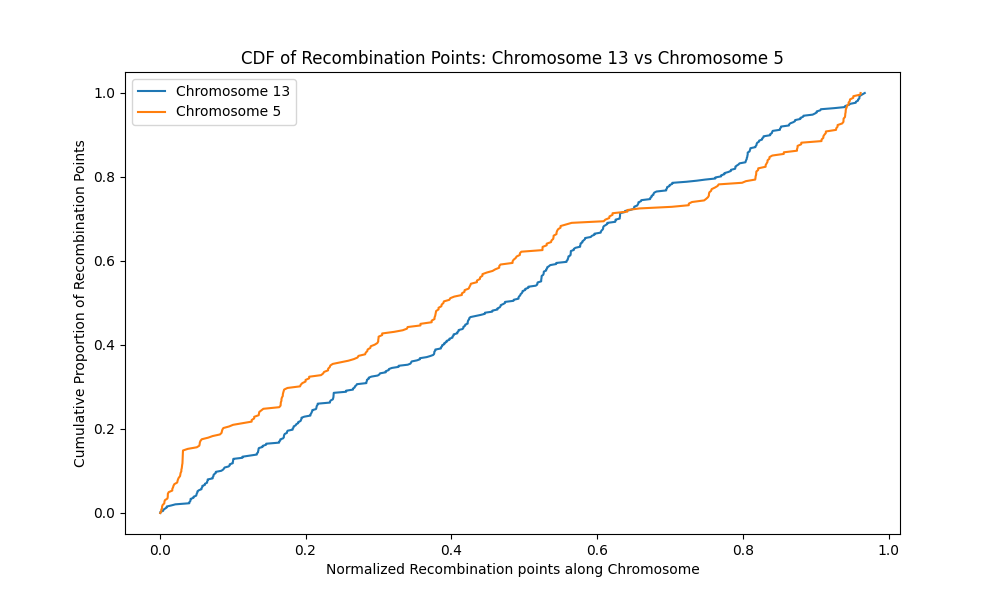 CDF of Recombination Points: Chromosome 13 vs Chromosome 5
Chromosome 13
Chromosome 5
Cumulative Proportion of Recombination Points
1.0
0.8
0.6
0.4
0.2
0.0
0.0 0.2 0.4 0.6 0.8 1.0
Normalized Recombination points along Chromosome